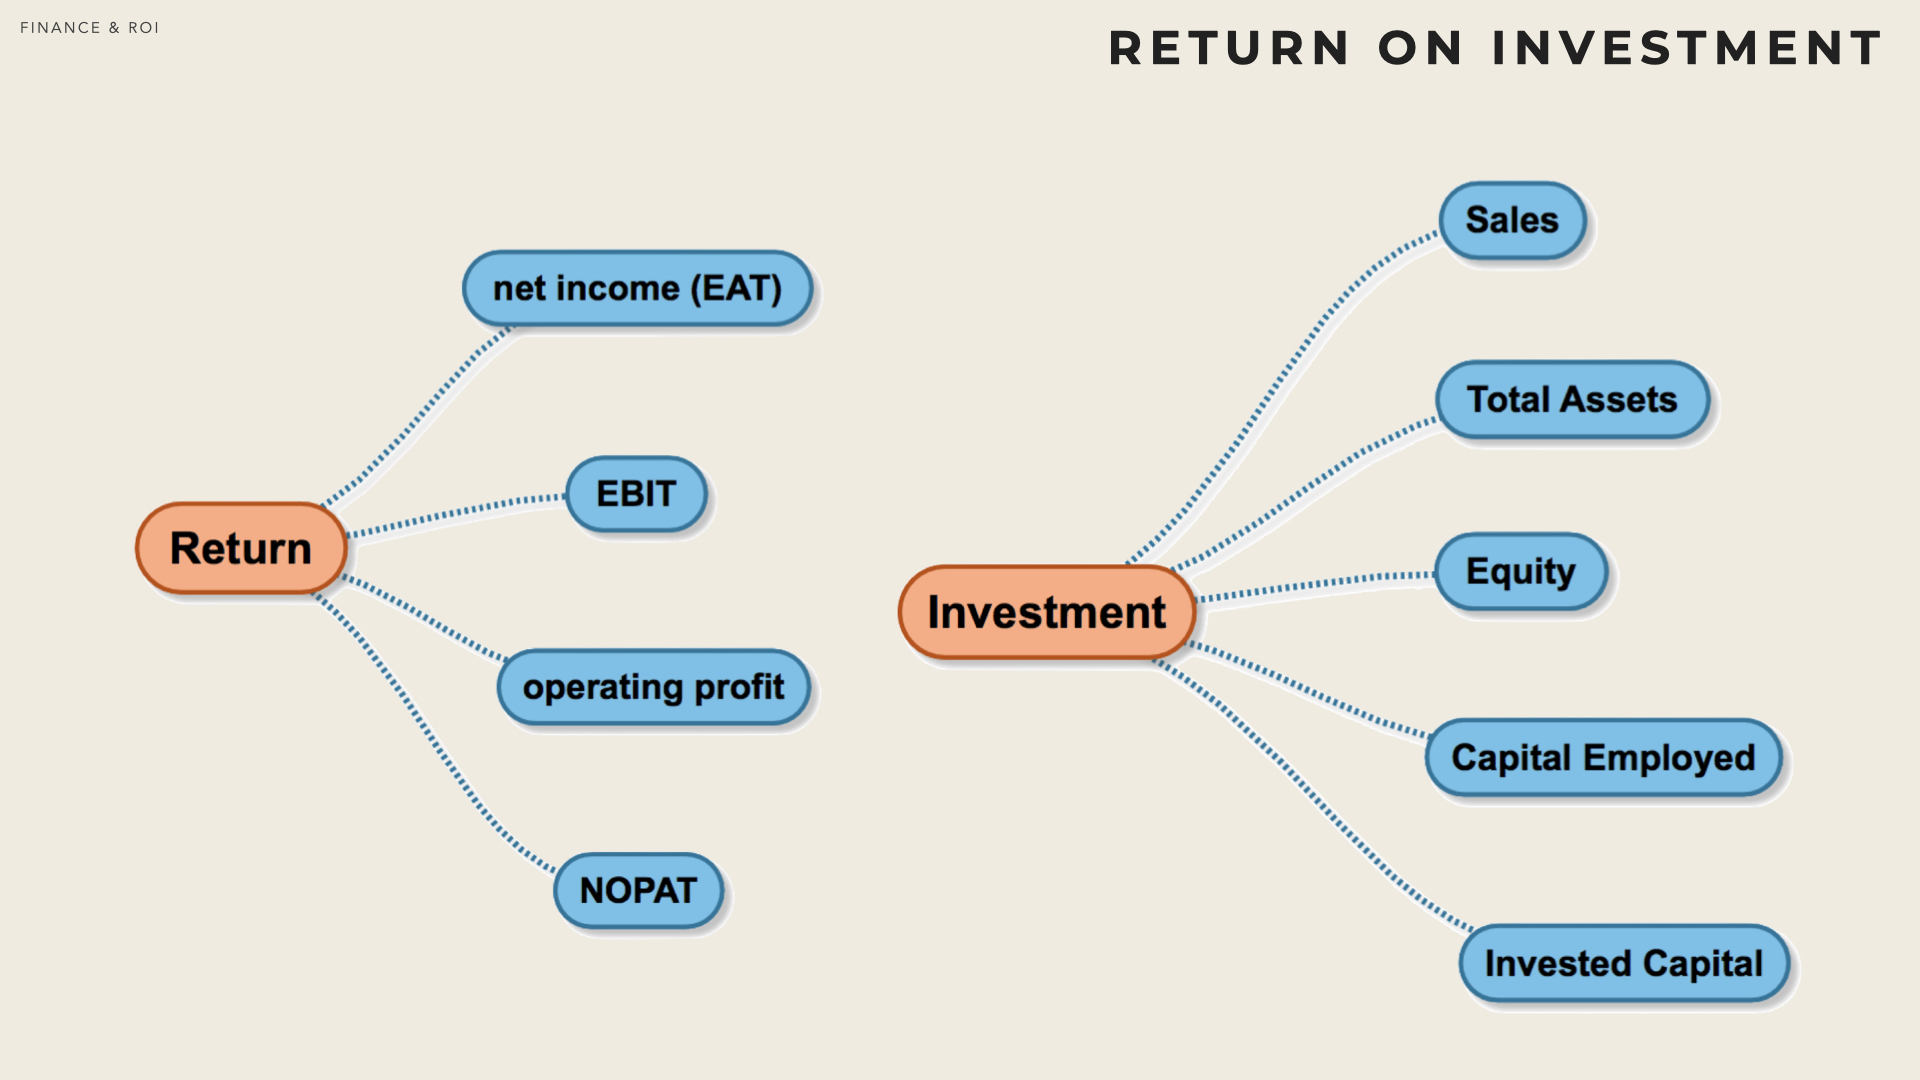 FINANCE & ROI
RETURN ON INVESTMENT
Return
net income (EAT)
EBIT
operating profit
NOPAT
Investment
Sales
Total Assets
Equity
Capital Employed
Invested Capital